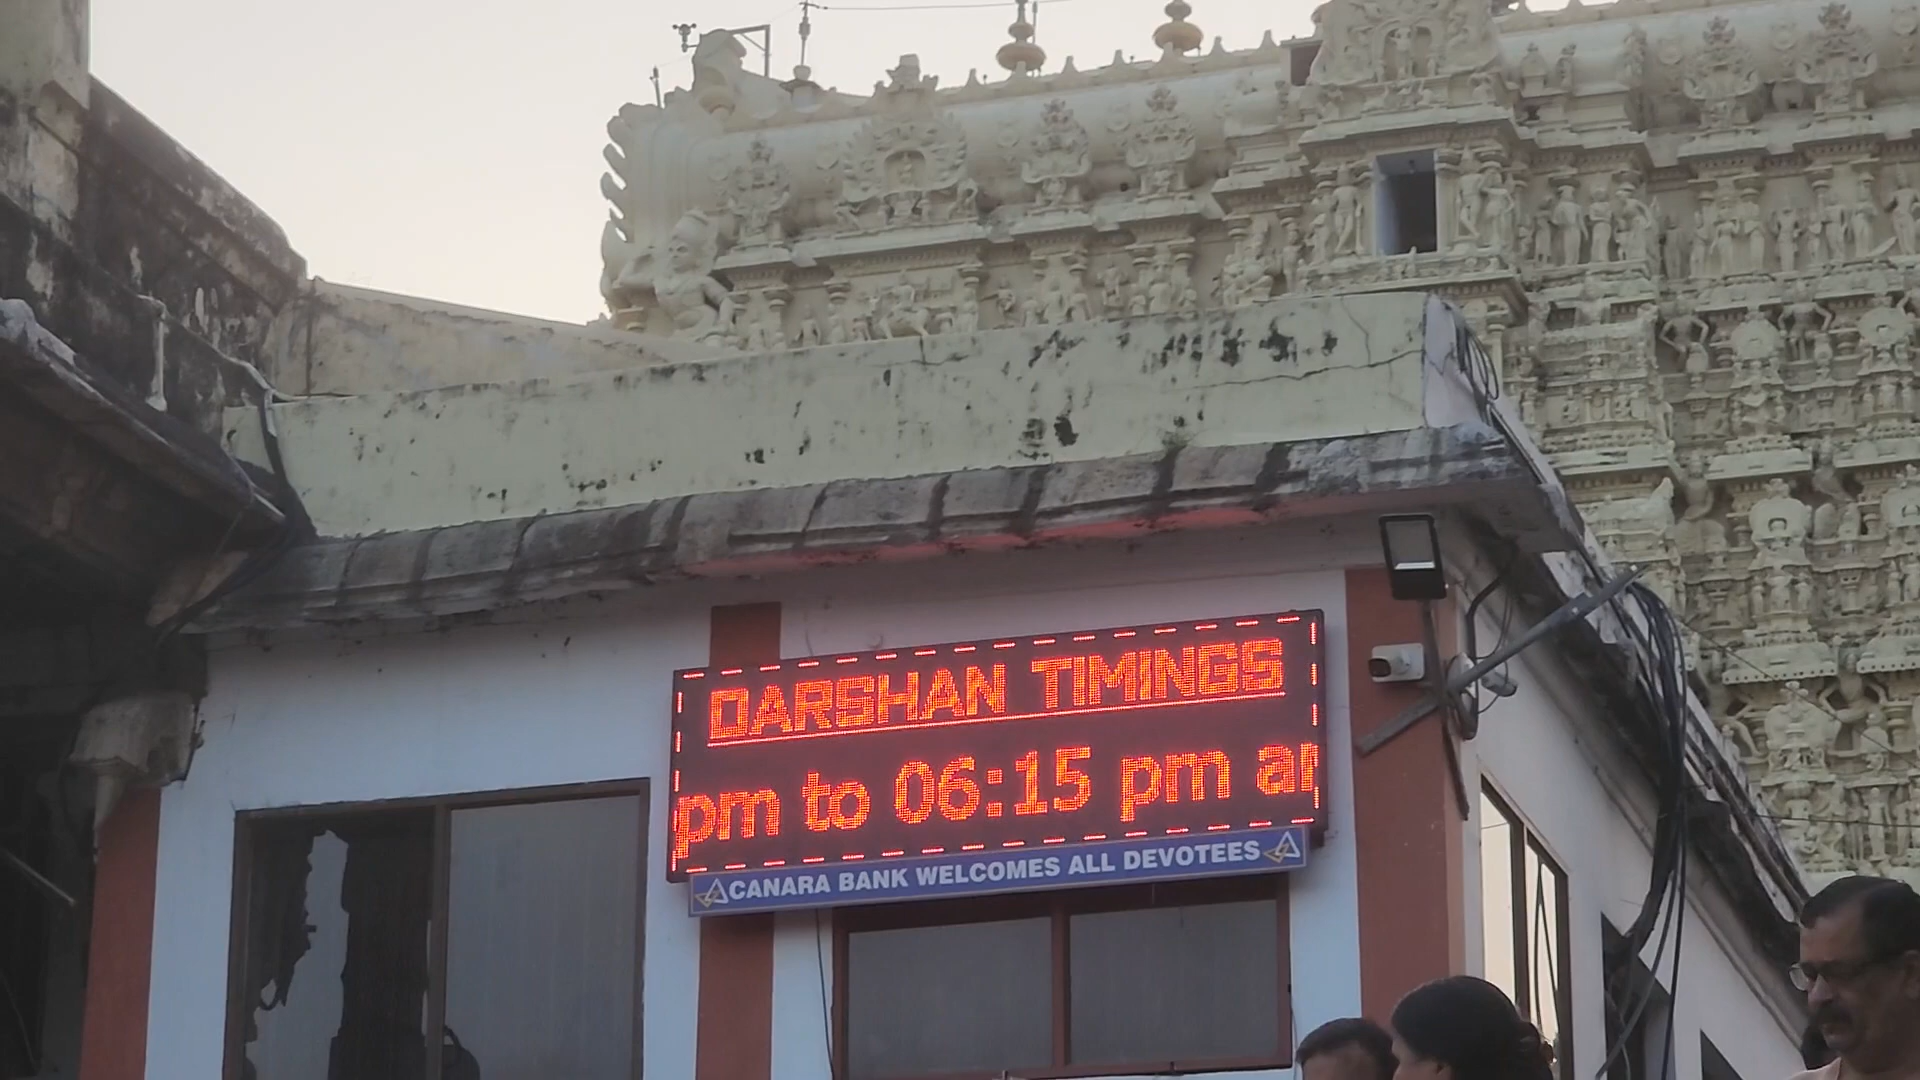 DARSHAN TIMINGS
pm to 06:15 pm
CANARA BANK WELCOMES ALL DEVOTEES